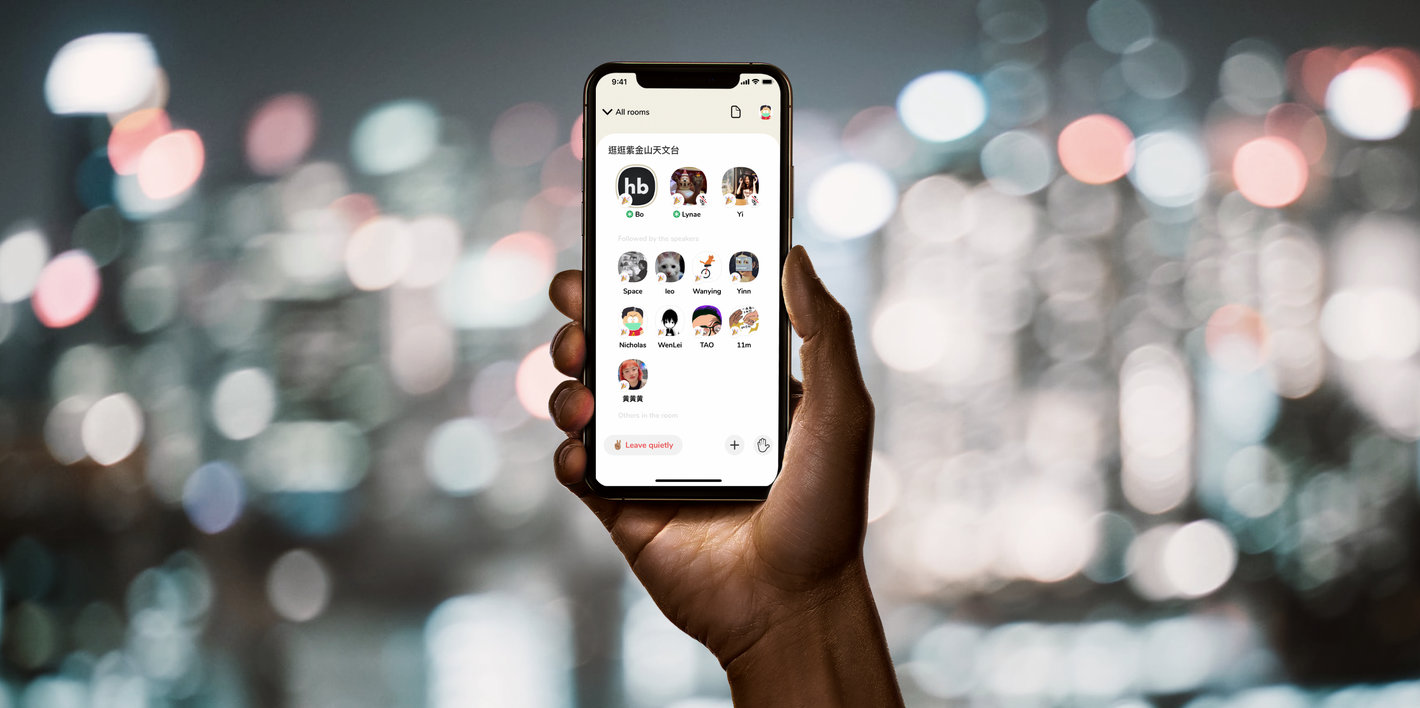 9:41
All rooms
逛逛紫金山天文台
hb
Bo
Lynae
Yi
Followed by the speakers
Space
leo
Wanying
Yinn
Nicholas
WenLei
TAO
11m
黄黄黄
Others in the room
Leave quietly